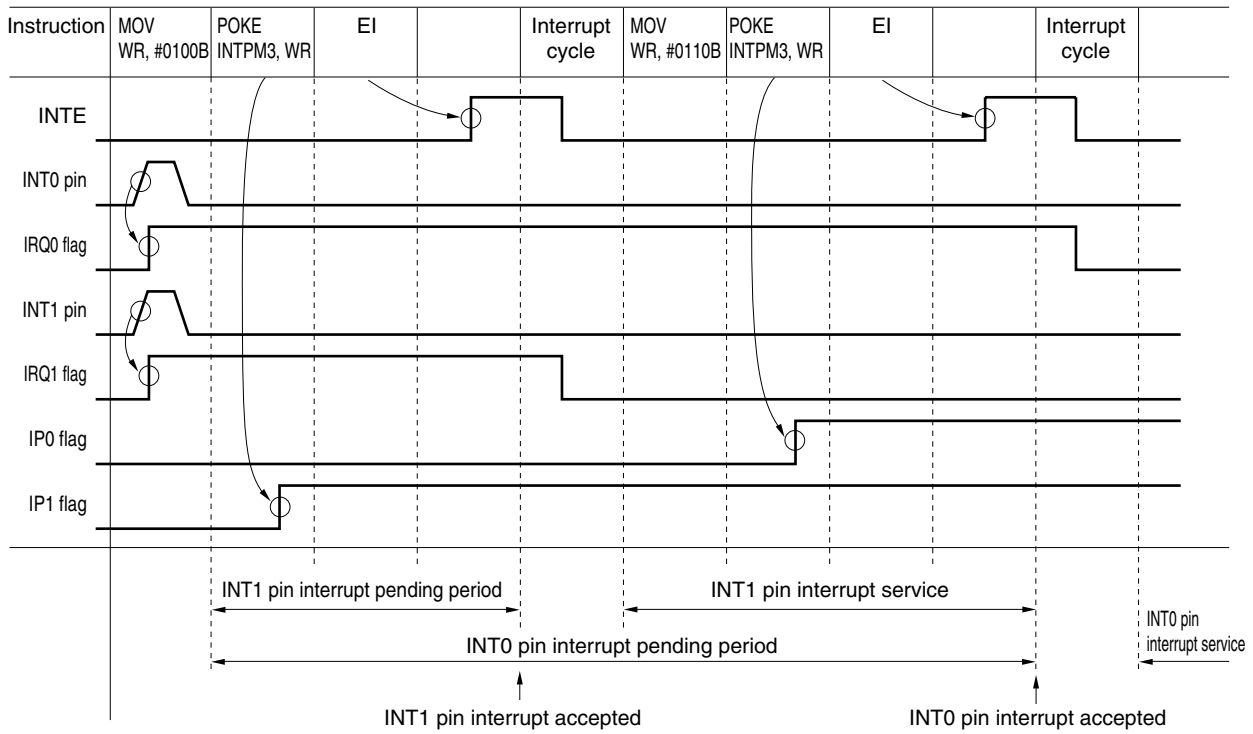 Instruction
MOV
WR, #0100B
POKE
INTPM3, WR
EI
Interrupt
cycle
MOV
WR, #0110B
POKE
INTPM3, WR
EI
Interrupt
cycle
INTE
INT0 pin
IRQ0 flag
INT1 pin
IRQ1 flag
IP0 flag
IP1 flag
INT1 pin interrupt pending period
INT1 pin interrupt service
INT0 pin interrupt pending period
INT0 pin
interrupt service
INT1 pin interrupt accepted
INT0 pin interrupt accepted